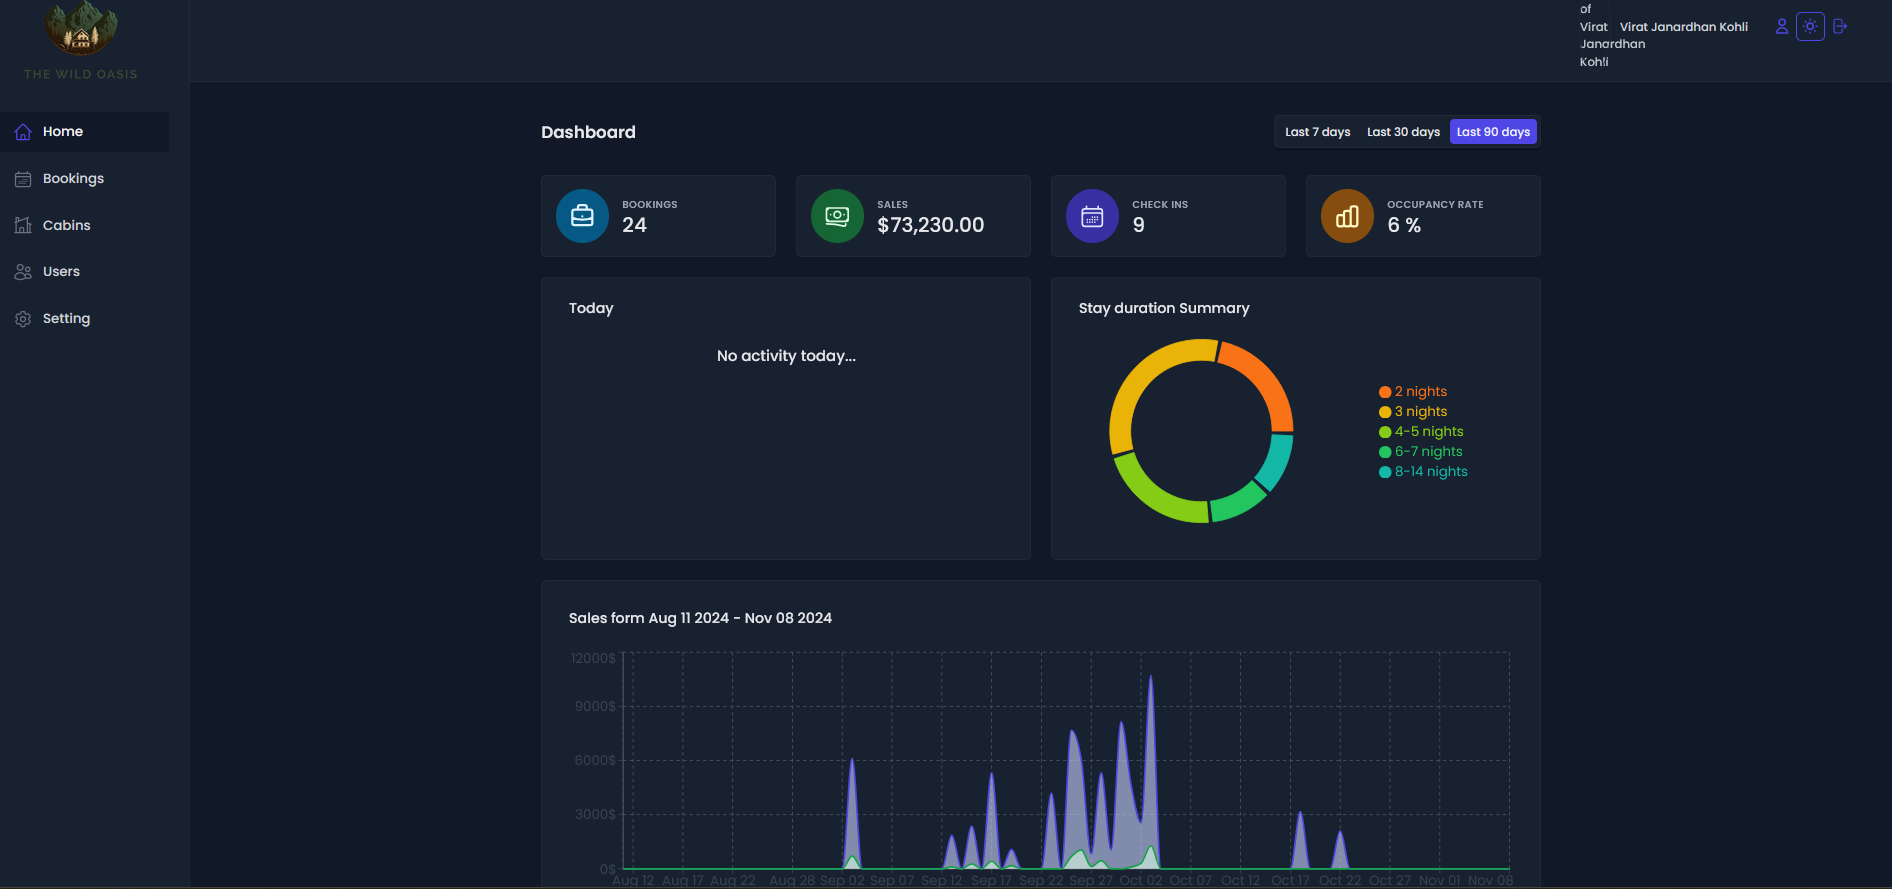 THE WILD OASIS
of
Virat
Janardhan
Kohli
Virat Janardhan Kohli
Home
Bookings
Cabins
Users
Setting
Dashboard
Last 7 days Last 30 days Last 90 days
BOOKINGS
24
SALES
$73,230.00
CHECK INS
9
OCCUPANCY RATE
6 %
Today
No activity today...
Stay duration Summary
2 nights
3 nights
4-5 nights
6-7 nights
8-14 nights
Sales form Aug 11 2024 - Nov 08 2024
12000$
9000$
6000$
3000$
0$
Aug 12 Aug 17 Aug 22 Aug 28 Sep 02 Sep 07 Sep 12 Sep 17 Sep 22 Sep 27 Oct 02 Oct 07 Oct 12 Oct 17 Oct 22 Oct 27 Nov 01 Nov 08